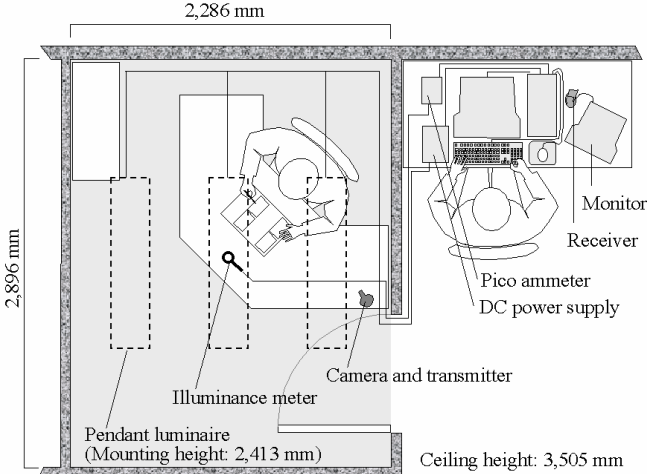 2,286 mm
2,896 mm
Monitor
Receiver
Pico ammeter
DC power supply
Camera and transmitter
Illuminance meter
Pendant luminaire
(Mounting height: 2,413 mm)
Ceiling height: 3,505 mm